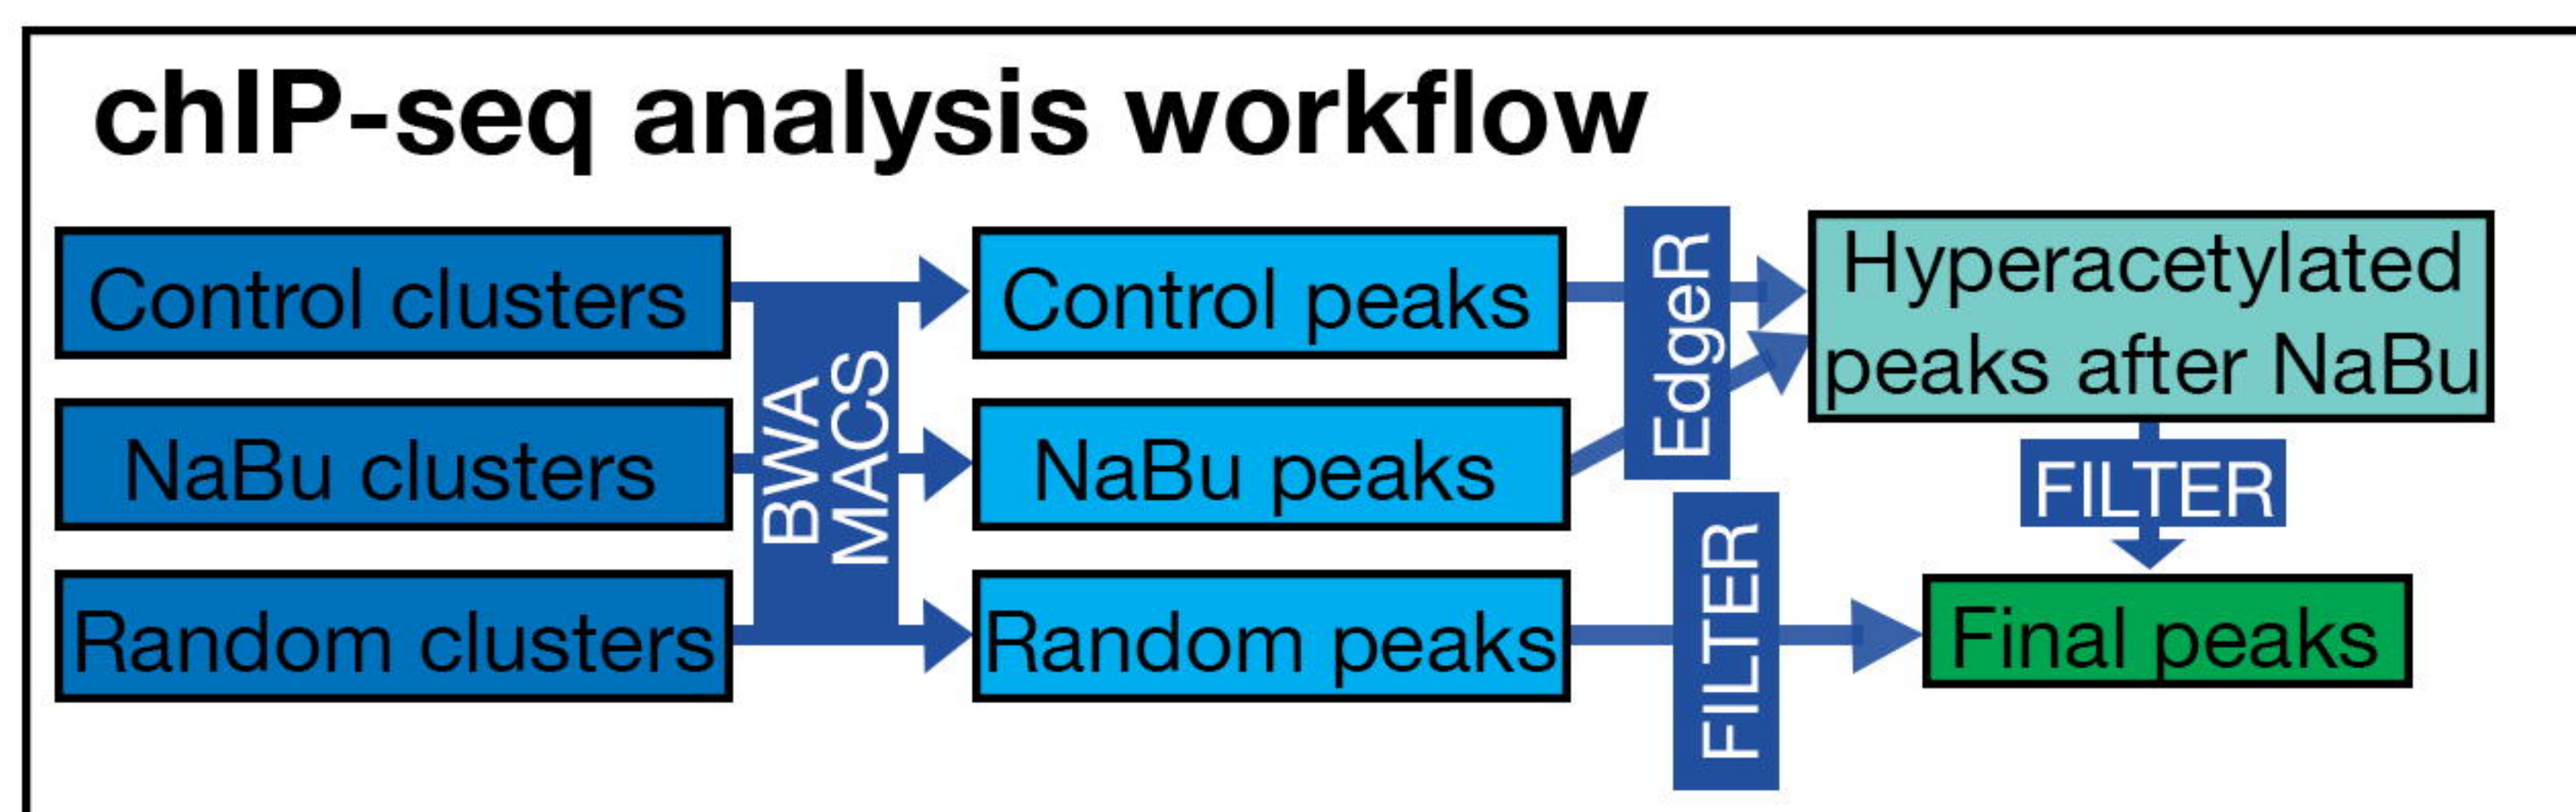 chIP-seq analysis workflow
Control clusters
NaBu clusters
Random clusters
BWA
MACS
Control peaks
NaBu peaks
Random peaks
EdgeR
FILTER
Hyperacetylated
peaks after NaBu
FILTER
Final peaks